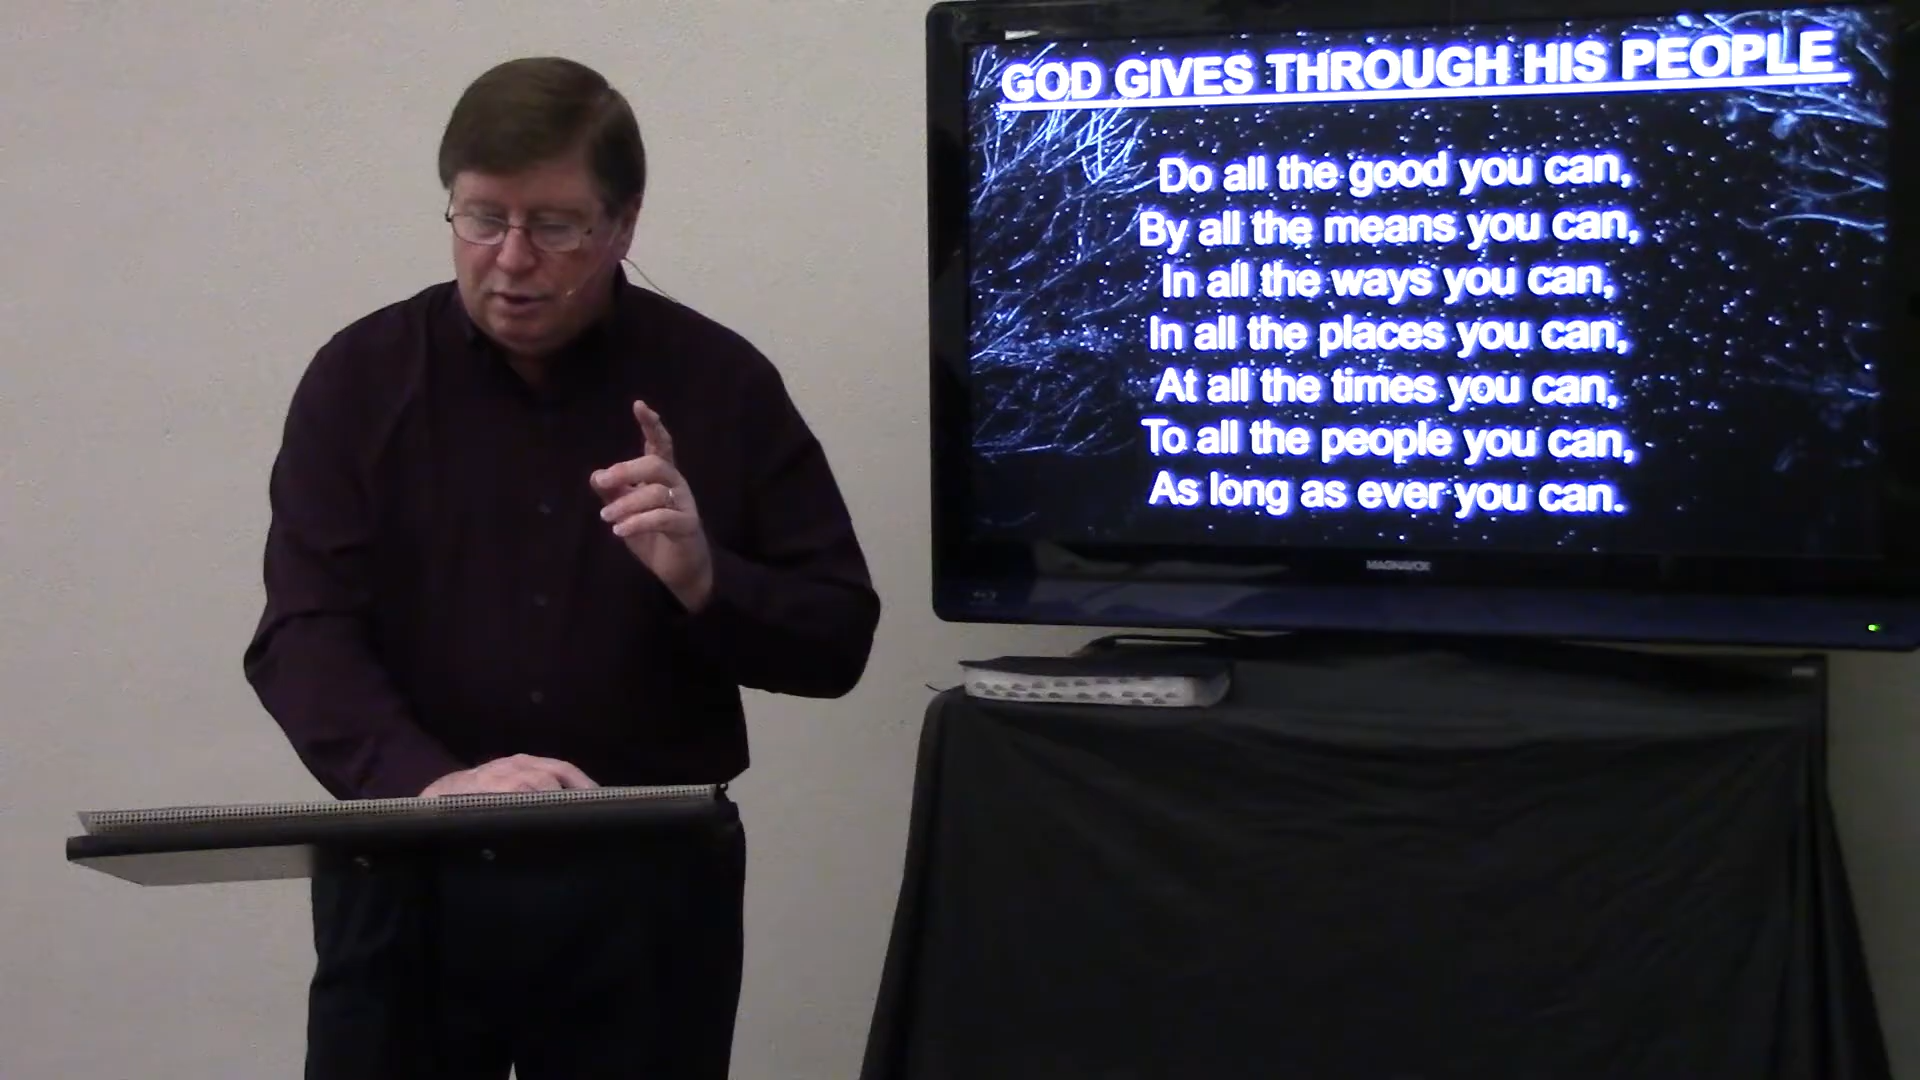 GOD GIVES THROUGH HIS PEOPLE
Do all the good you can,
By all the means you can,
In all the ways you can,
In all the places you can,
At all the times you can,
To all the people you can,
As long as ever you can.
MAGNAVOX